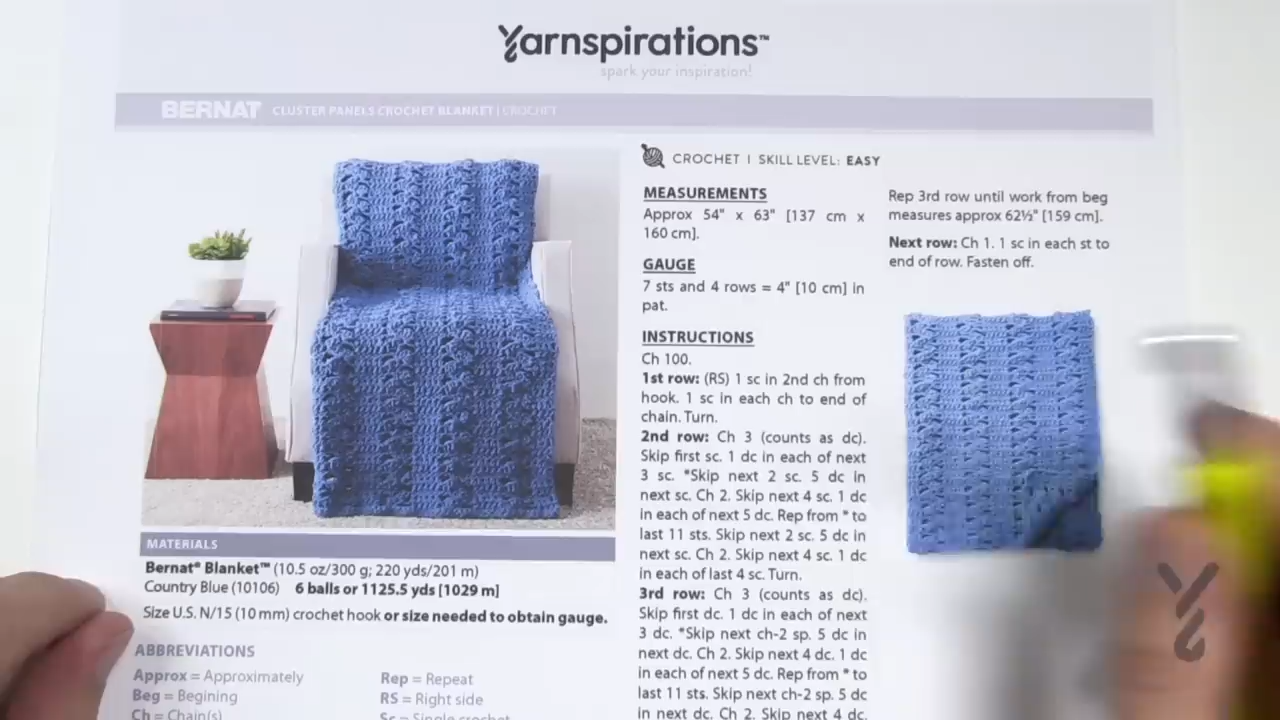 Yarnspirations™
spark your inspiration!
BERNAT CLUSTER PANELS CROCHET BLANKET | CROCHET
CROCHET I SKILL LEVEL: EASY
MEASUREMENTS
Approx 54" x 63" [137 cm x
160 cm].
GAUGE
7 sts and 4 rows = 4" [10 cm] in
pat.
INSTRUCTIONS
Ch 100.
1st row: (RS) 1 sc in 2nd ch from
hook. 1 sc in each ch to end of
chain. Turn.
2nd row: Ch 3 (counts as dc).
Skip first sc. 1 dc in each of next
3 sc. *Skip next 2 sc. 5 dc in
next sc. Ch 2. Skip next 4 sc. 1 dc
in each of next 5 dc. Rep from * to
last 11 sts. Skip next 2 sc. 5 dc in
next sc. Ch 2. Skip next 4 sc. 1 dc
in each of last 4 sc. Turn.
3rd row: Ch 3 (counts as dc).
Skip first dc. 1 dc in each of next
3 dc. *Skip next ch-2 sp. 5 dc in
next dc. Ch 2. Skip next 4 dc. 1 dc
in each of next 5 dc. Rep from * to
last 11 sts. Skip next ch-2 sp. 5 dc
in next dc. Ch 2. Skip next 4 dc.
Rep 3rd row until work from beg
measures approx 62½" [159 cm].
Next row: Ch 1. 1 sc in each st to
end of row. Fasten off.
MATERIALS
Bernat® Blanket™ (10.5 oz/300 g; 220 yds/201 m)
Country Blue (10106) 6 balls or 1125.5 yds [1029 m]
Size U.S. N/15 (10 mm) crochet hook or size needed to obtain gauge.
ABBREVIATIONS
Approx = Approximately
Beg = Begining
Ch = Chain(s)
Rep = Repeat
RS = Right side
Sc = Single crochet